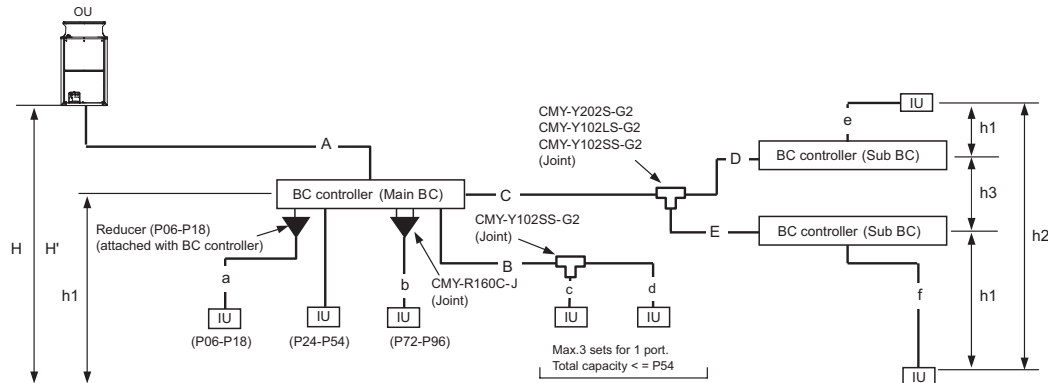 OU
A
BC controller (Main BC)
Reducer (P06-P18)
(attached with BC controller)
H
H'
h1
a
IU
(P06-P18)
IU
(P24-P54)
b
IU
(P72-P96)
CMY-R160C-J
(Joint)
B
CMY-Y102SS-G2
(Joint)
c
IU
d
IU
Max.3 sets for 1 port.
Total capacity < = P54
C
CMY-Y202S-G2
CMY-Y102LS-G2
CMY-Y102SS-G2
(Joint)
D
E
e
IU
BC controller (Sub BC)
BC controller (Sub BC)
f
IU
h1
h3
h1
h2